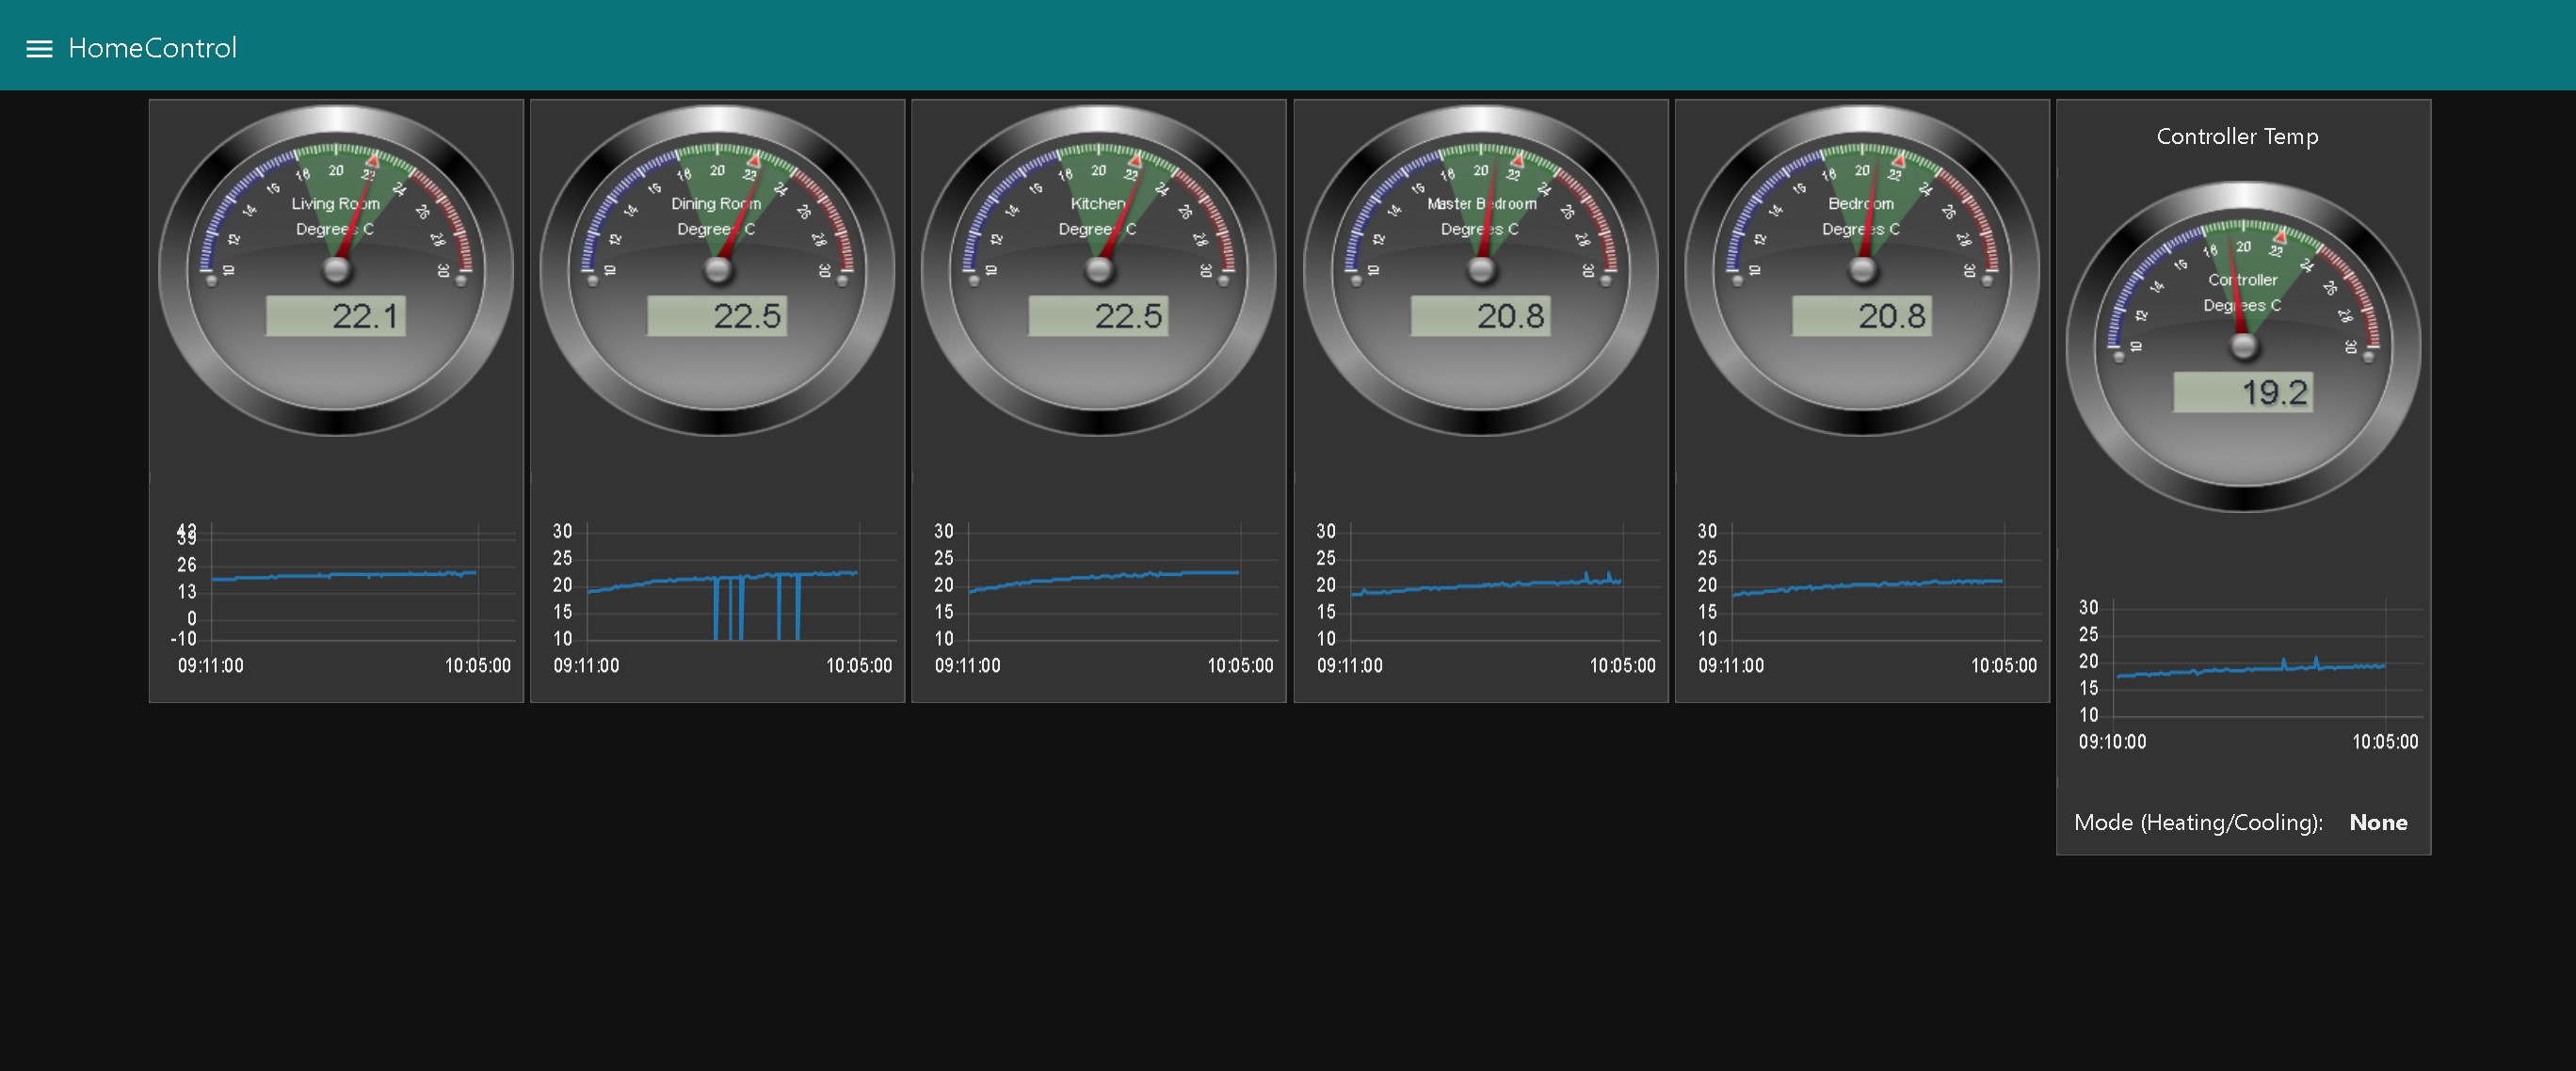 HomeControl
10 12 14 16 18 20 22 24 26 28 30
Living Room
Degrees C
22.1
42
39
26
13
0
-10
09:11:00 10:05:00
10 12 14 16 18 20 22 24 26 28 30
Dining Room
Degrees C
22.5
30
25
20
15
10
09:11:00 10:05:00
10 12 14 16 18 20 22 24 26 28 30
Kitchen
Degrees C
22.5
30
25
20
15
10
09:11:00 10:05:00
10 12 14 16 18 20 22 24 26 28 30
Master Bedroom
Degrees C
20.8
30
25
20
15
10
09:11:00 10:05:00
10 12 14 16 18 20 22 24 26 28 30
Bedroom
Degrees C
20.8
30
25
20
15
10
09:11:00 10:05:00
Controller Temp
10 12 14 16 18 20 22 24 26 28 30
Controller
Degrees C
19.2
30
25
20
15
10
09:10:00 10:05:00
Mode (Heating/Cooling): None